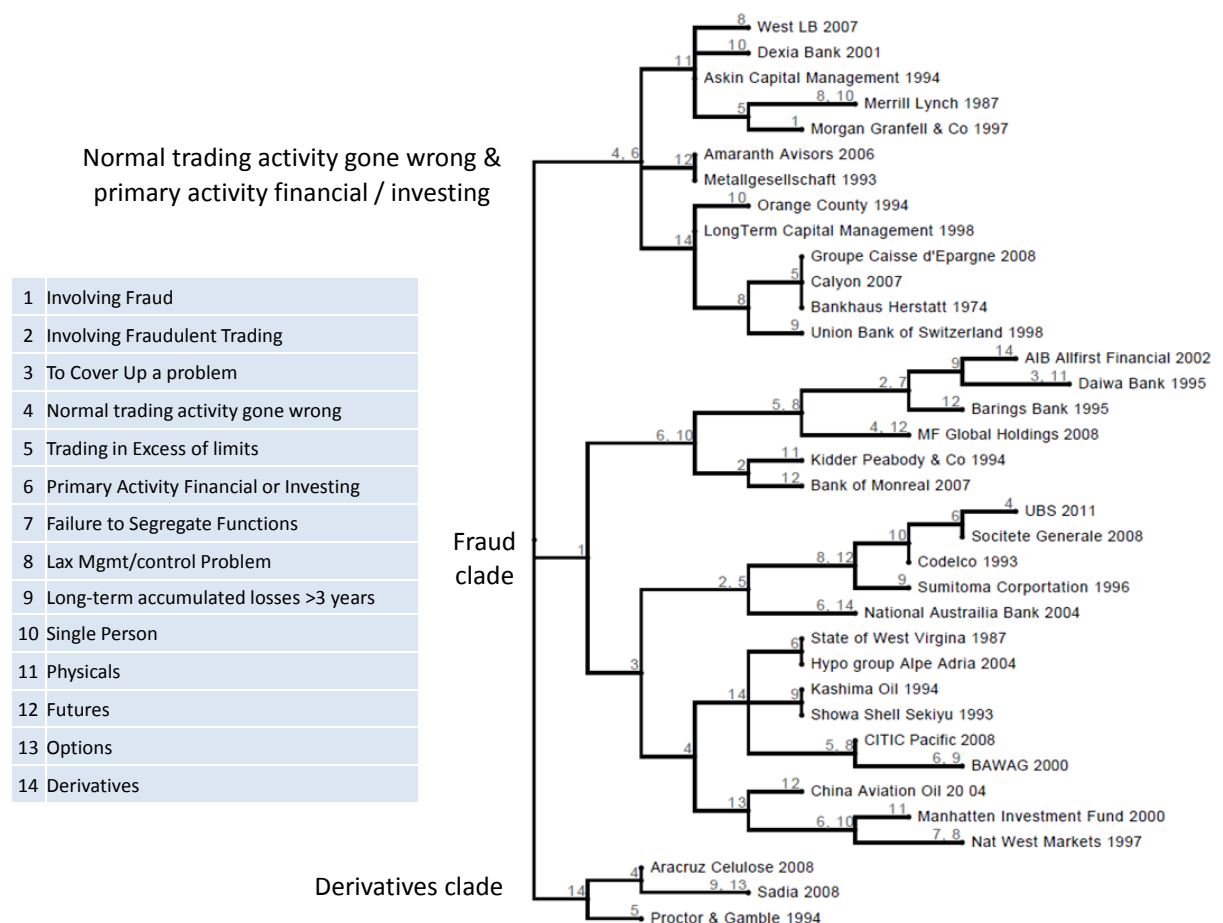 8
West LB 2007
10
Dexia Bank 2001
11
Askin Capital Management 1994
8, 10
Merrill Lynch 1987
5
1
Morgan Granfell & Co 1997
Normal trading activity gone wrong &
primary activity financial / investing
4, 6
12
Amaranth Avisors 2006
Metallgesellschaft 1993
10
Orange County 1994
14
LongTerm Capital Management 1998
Groupe Caisse d'Epargne 2008
5
Calyon 2007
8
Bankhaus Herstatt 1974
9
Union Bank of Switzerland 1998
1 Involving Fraud
2 Involving Fraudulent Trading
3 To Cover Up a problem
4 Normal trading activity gone wrong
5 Trading in Excess of limits
6 Primary Activity Financial or Investing
7 Failure to Segregate Functions
8 Lax Mgmt/control Problem
9 Long-term accumulated losses >3 years
10 Single Person
11 Physicals
12 Futures
13 Options
14 Derivatives
Fraud
clade
1
6, 10
5, 8
2, 7
9
14
AIB Allfirst Financial 2002
3, 11
Daiwa Bank 1995
12
Barings Bank 1995
4, 12
MF Global Holdings 2008
2
11
Kidder Peabody & Co 1994
12
Bank of Monreal 2007
3
2, 5
8, 12
10
6
4
UBS 2011
Socitete Generale 2008
Codelco 1993
9
Sumitoma Corportation 1996
6, 14
National Austrailia Bank 2004
4
14
6
State of West Virginia 1987
Hypo group Alpe Adria 2004
9
Kashima Oil 1994
Showa Shell Sekiyu 1993
5, 8
CITIC Pacific 2008
6, 9
BAWAG 2000
13
12
China Aviation Oil 20 04
6, 10
11
Manhatten Investment Fund 2000
7, 8
Nat West Markets 1997
Derivatives clade
14
4
Aracruz Celulose 2008
9, 13
Sadia 2008
5
Proctor & Gamble 1994